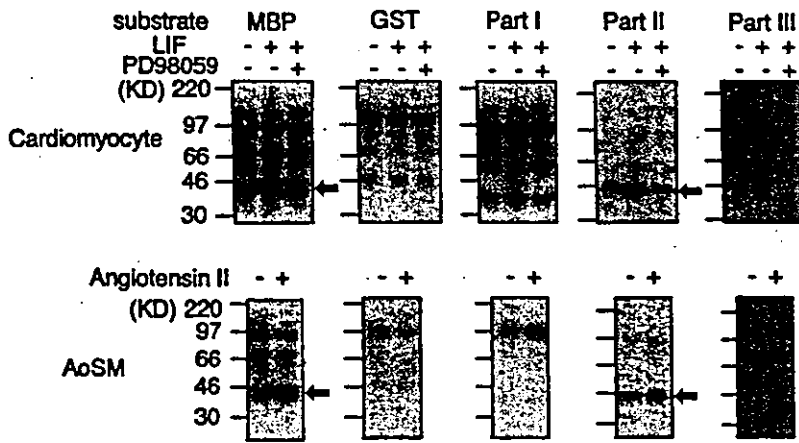 substrate MBP GST Part I Part II Part III
LIF - + + - + + - + + - + + - + +
PD98059 - - + - - + - - + - - + - - +
(KD) 220
97
Cardiomyocyte
66
46
30
Angiotensin II - + - + - + - + - +
(KD) 220
97
66
AoSM
46
30